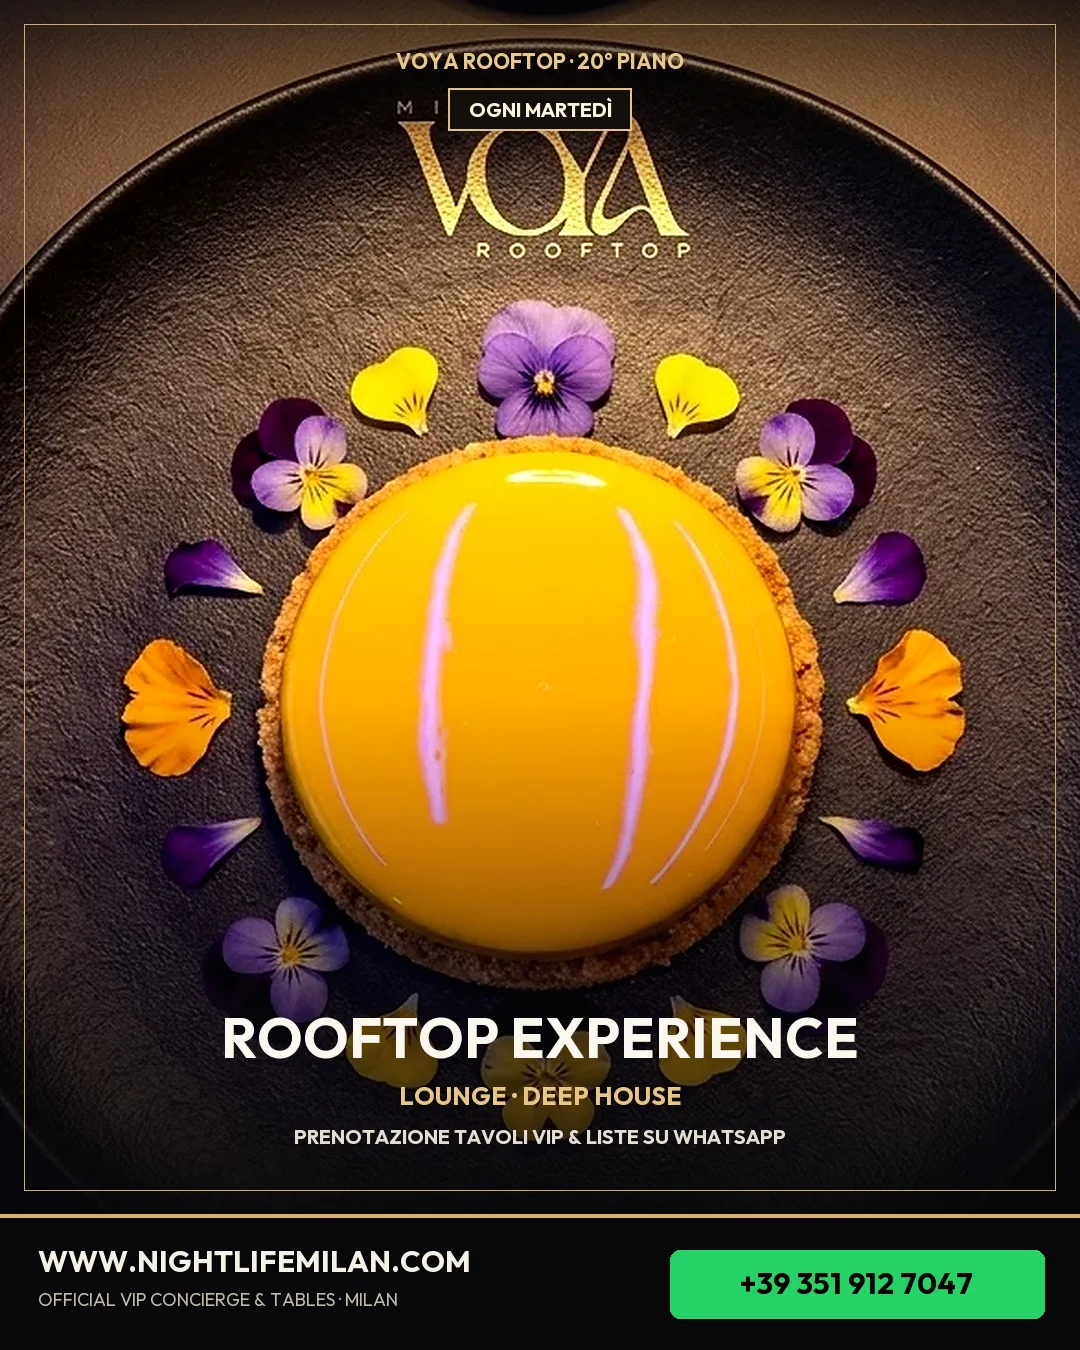 VOYA ROOFTOP · 20° PIANO
OGNI MARTEDÌ
M I
VOYA
ROOFTOP
ROOFTOP EXPERIENCE
LOUNGE · DEEP HOUSE
PRENOTAZIONE TAVOLI VIP & LISTE SU WHATSAPP
WWW.NIGHTLIFEMILAN.COM
+39 351 912 7047
OFFICIAL VIP CONCIERGE & TABLES · MILAN